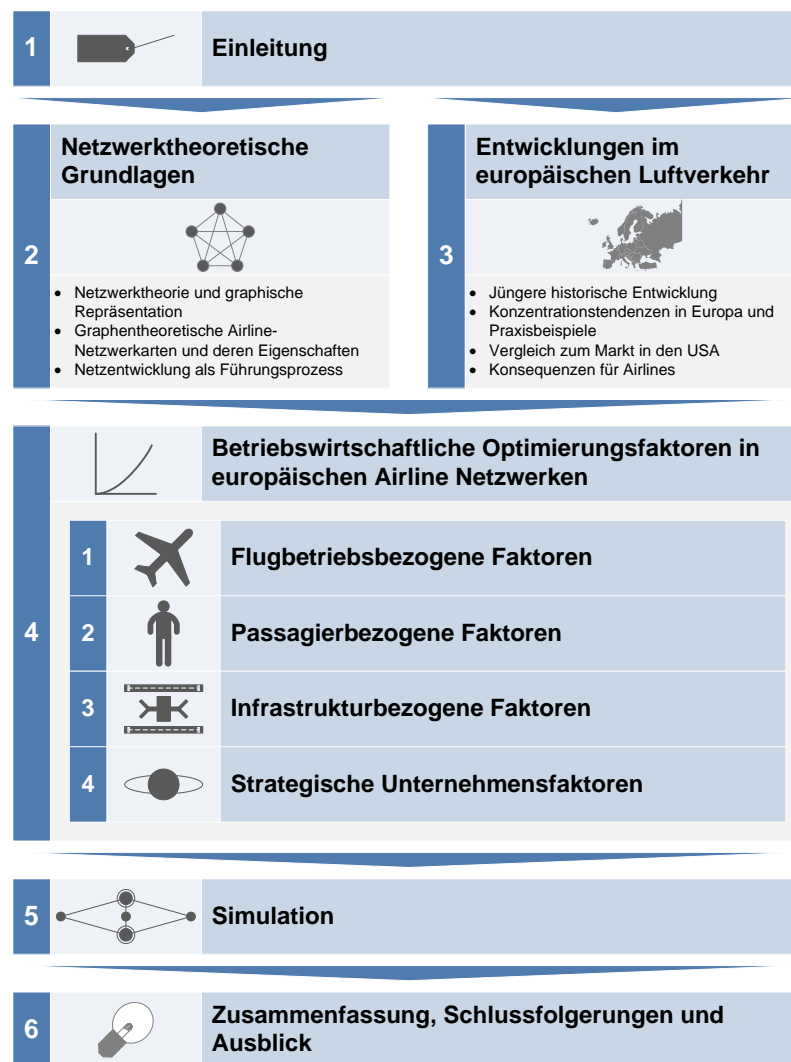 1
Einleitung
2
Netzwerktheoretische
Grundlagen
• Netzwerktheorie und graphische
Repräsentation
• Graphentheoretische Airline-
Netzwerkarten und deren Eigenschaften
• Netzentwicklung als Führungsprozess
3
Entwicklungen im
europäischen Luftverkehr
• Jüngere historische Entwicklung
• Konzentrationstendenzen in Europa und
Praxisbeispiele
• Vergleich zum Markt in den USA
• Konsequenzen für Airlines
4
Betriebswirtschaftliche Optimierungsfaktoren in
europäischen Airline Netzwerken
1
Flugbetriebsbezogene Faktoren
2
Passagierbezogene Faktoren
3
Infrastrukturbezogene Faktoren
4
Strategische Unternehmensfaktoren
5
Simulation
6
Zusammenfassung, Schlussfolgerungen und
Ausblick